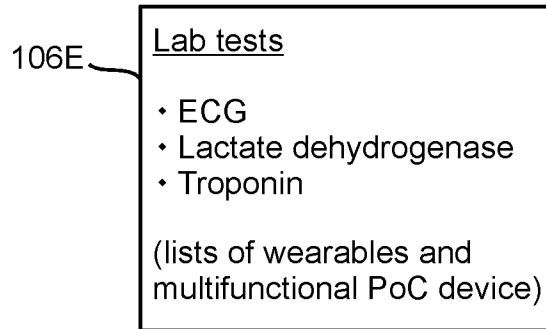 106E
Lab tests
・ECG
・Lactate dehydrogenase
・Troponin
(lists of wearables and
multifunctional PoC device)